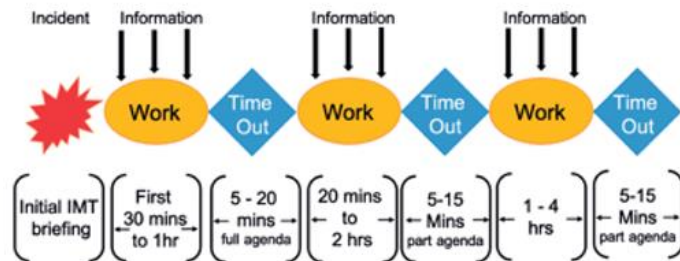 Incident
Information
Information
Information
Work
Time
Out
Work
Time
Out
Work
Time
Out
Initial IMT
briefing
First
30 mins
to 1hr
5 - 20
mins
full agenda
20 mins
to
2 hrs
5-15
Mins
part agenda
1 - 4
hrs
5-15
Mins
part agenda